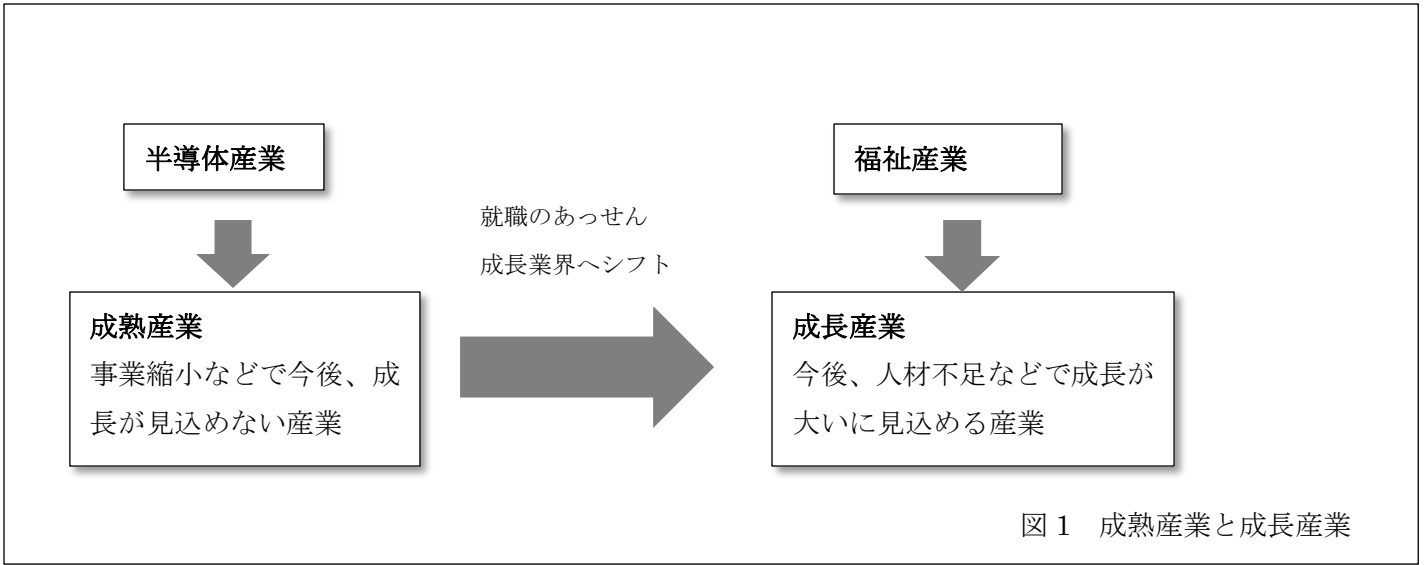 半導体産業
福祉産業
就職のあっせん
成長業界へシフト
成熟産業
事業縮小などで今後、成
長が見込めない産業
成長産業
今後、人材不足などで成長が
大いに見込める産業
図 1　成熟産業と成長産業